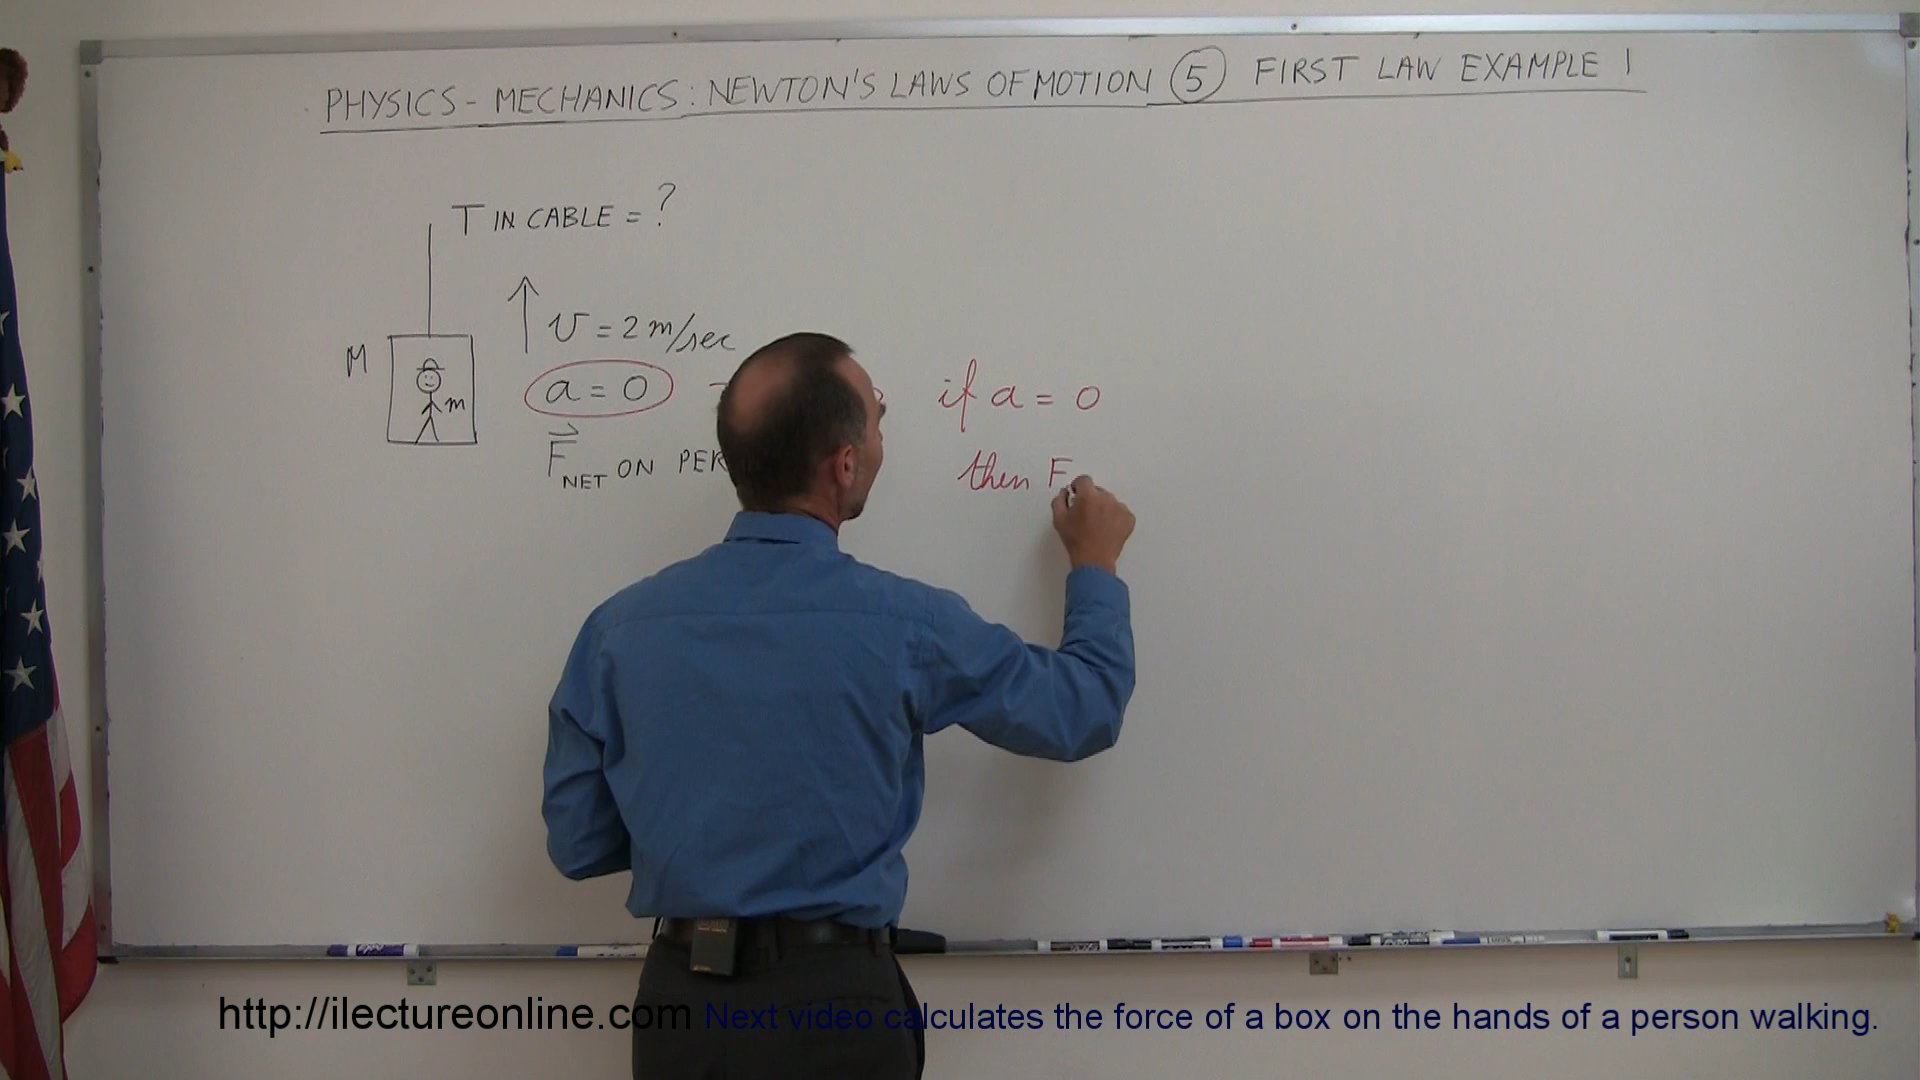 PHYSICS - MECHANICS: NEWTON'S LAWS OF MOTION 5 FIRST LAW EXAMPLE 1
T IN CABLE = ?
v = 2 m/sec
M
a = 0
if a = 0
m
F NET ON PER
then F
http://ilectureonline.com Next video calculates the force of a box on the hands of a person walking.